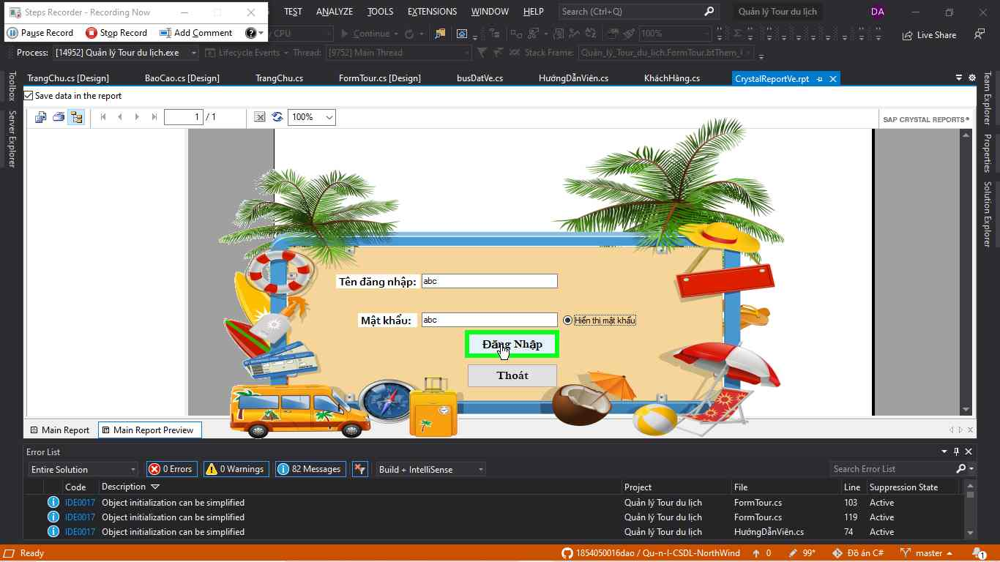 Steps Recorder - Recording Now
TEST ANALYZE TOOLS EXTENSIONS WINDOW HELP Search (Ctrl+Q) Quản lý Tour du lịch DA
Pause Record Stop Record Add Comment
CPU Continue 100% Live Share
Process: [14952] Quản lý Tour du lịch.exe Lifecycle Events Thread: [9752] Main Thread Stack Frame: Quản_lý_Tour_du_lịch.FormTour.btThem_
TrangChu.cs [Design] BaoCao.cs [Design] TrangChu.cs FormTour.cs [Design] busDatVe.cs HướngDẫnViên.cs KháchHàng.cs CrystalReportVe.rpt
Toolbox
Server Explorer
Team Explorer
Properties
Solution Explorer
Save data in the report
1 / 1 100% SAP CRYSTAL REPORTS®
Tên đăng nhập: abc
Mật khẩu: abc Hiển thị mật khẩu
Đăng Nhập
Thoát
Main Report Main Report Preview
Error List
Entire Solution 0 Errors 0 Warnings 82 Messages Build + IntelliSense Search Error List
Code Description Project File Line Suppression State
IDE0017 Object initialization can be simplified Quản lý Tour du lịch FormTour.cs 103 Active
IDE0017 Object initialization can be simplified Quản lý Tour du lịch FormTour.cs 119 Active
IDE0017 Object initialization can be simplified Quản lý Tour du lịch HướngDẫnViên.cs 74 Active
Ready 1854050016dao / Qu-n-l-CSDL-NorthWind 0 99* Đồ án C# master 1